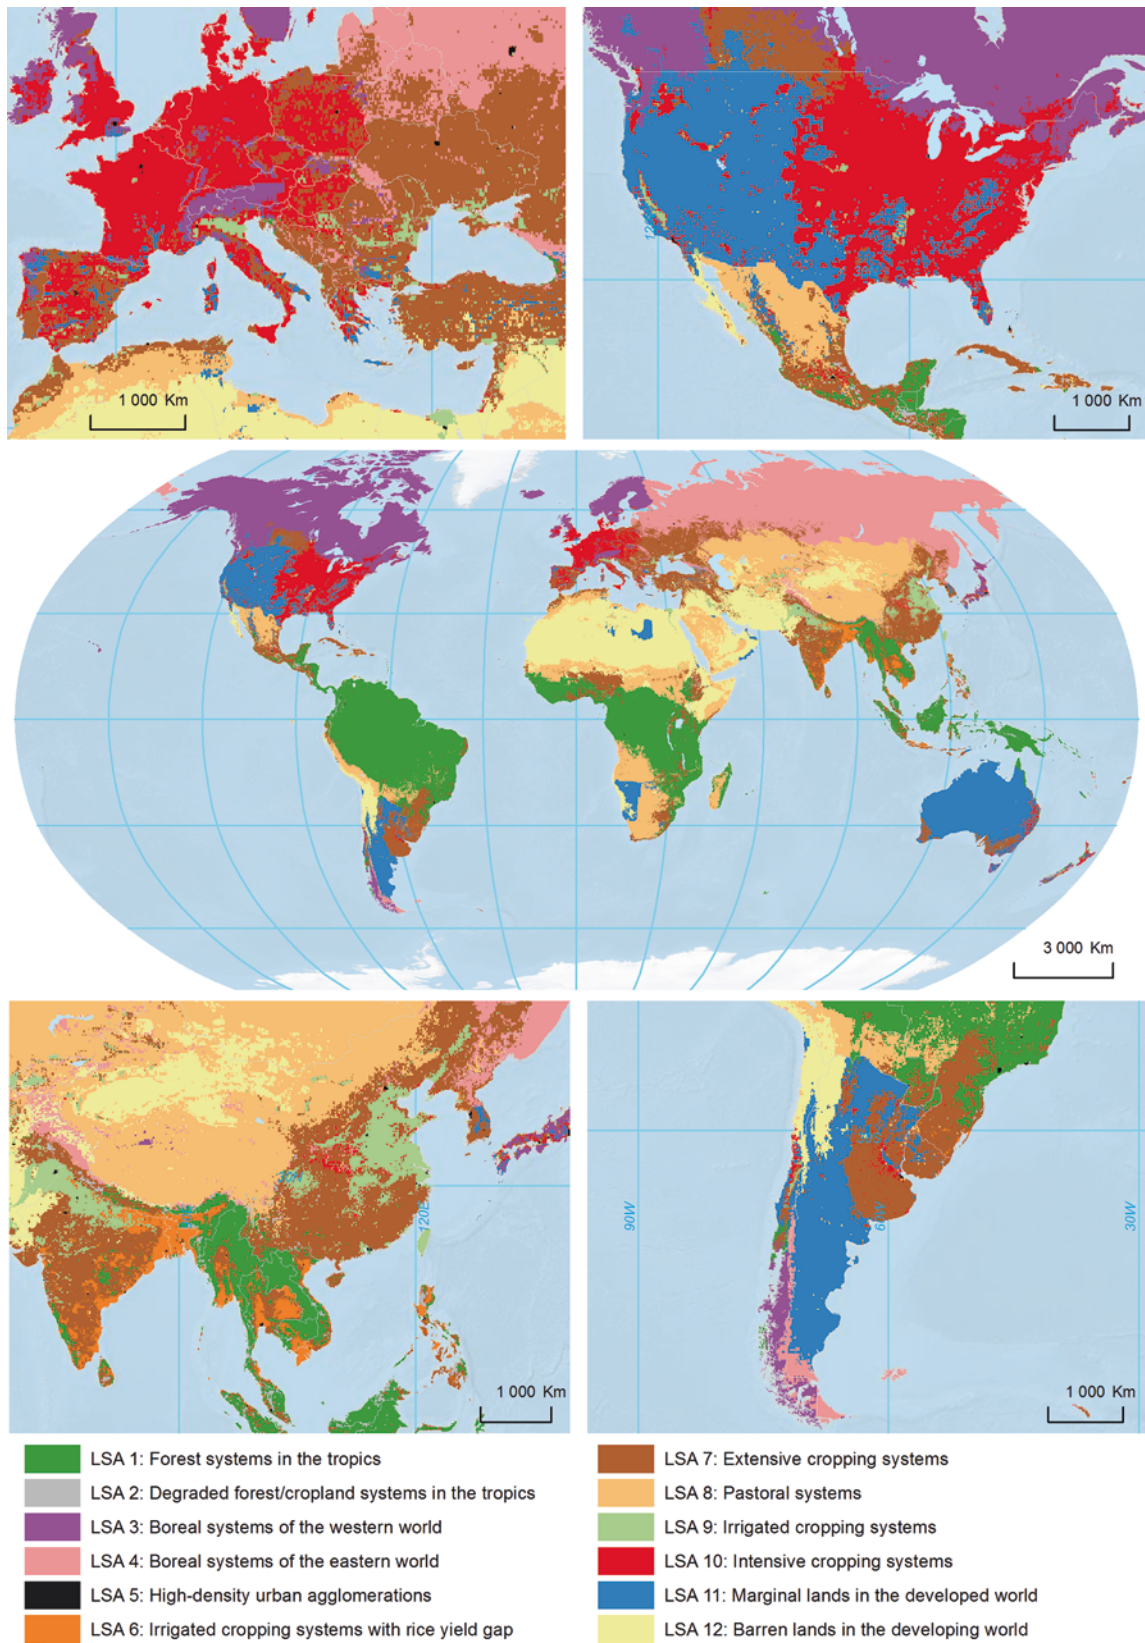 1 000 Km
1 000 Km
3 000 Km
30N
120E
1 000 Km
90W
60W
30W
1 000 Km
LSA 1: Forest systems in the tropics
LSA 2: Degraded forest/cropland systems in the tropics
LSA 3: Boreal systems of the western world
LSA 4: Boreal systems of the eastern world
LSA 5: High-density urban agglomerations
LSA 6: Irrigated cropping systems with rice yield gap
LSA 7: Extensive cropping systems
LSA 8: Pastoral systems
LSA 9: Irrigated cropping systems
LSA 10: Intensive cropping systems
LSA 11: Marginal lands in the developed world
LSA 12: Barren lands in the developing world